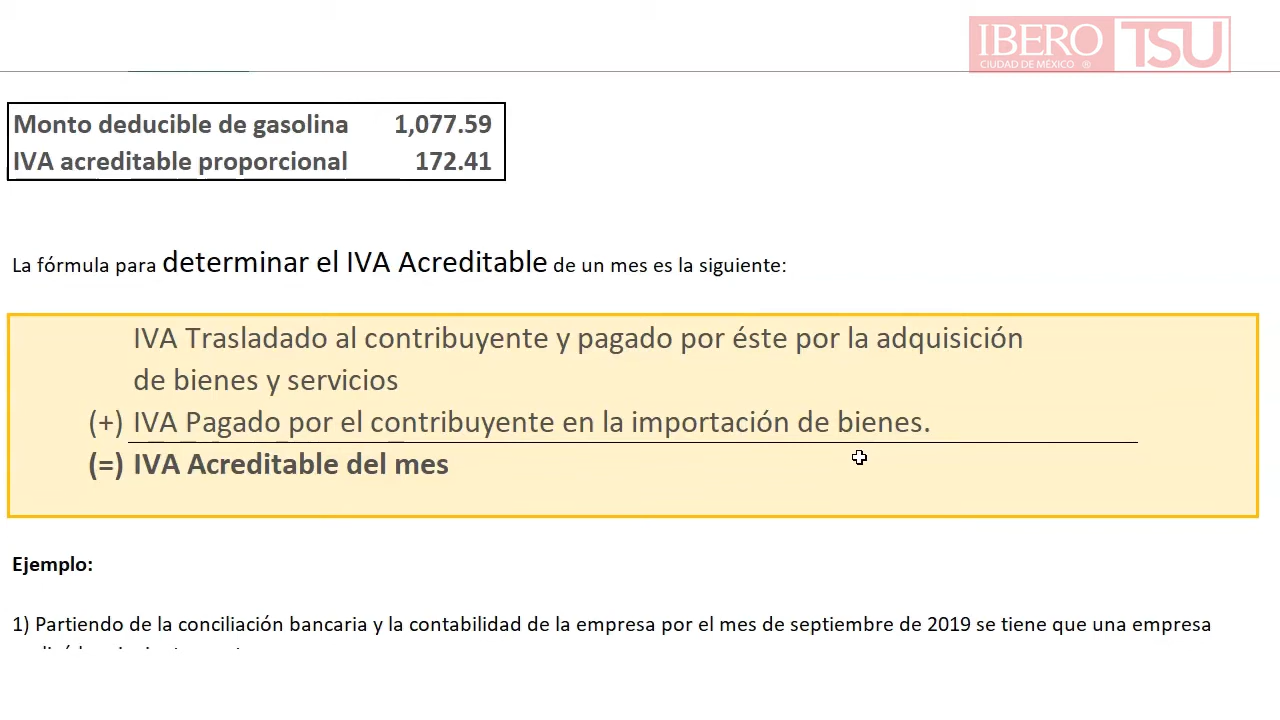 IBERO TSU
CIUDAD DE MÉXICO ®
Monto deducible de gasolina 1,077.59
IVA acreditable proporcional 172.41
La fórmula para determinar el IVA Acreditable de un mes es la siguiente:
IVA Trasladado al contribuyente y pagado por éste por la adquisición
de bienes y servicios
(+) IVA Pagado por el contribuyente en la importación de bienes.
(=) IVA Acreditable del mes
Ejemplo:
1) Partiendo de la conciliación bancaria y la contabilidad de la empresa por el mes de septiembre de 2019 se tiene que una empresa